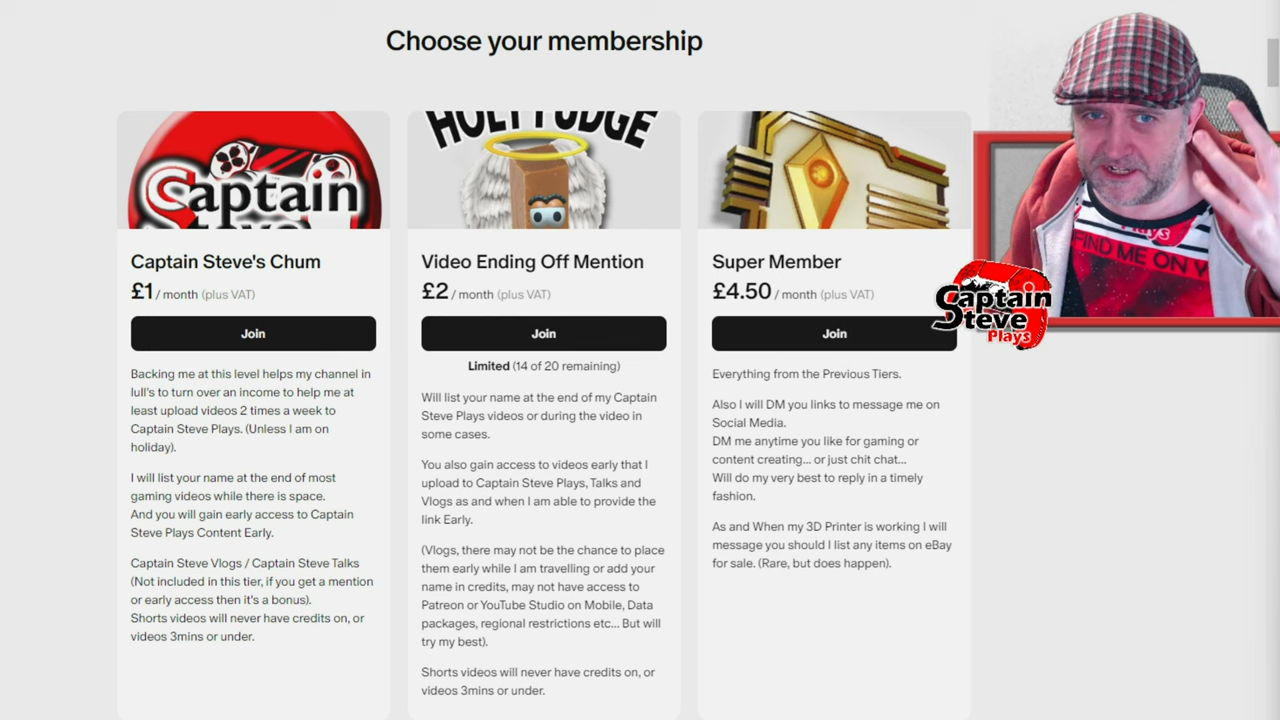 Choose your membership
Captain
Steve
HOLY FUDGE
Captain Steve's Chum
£1 / month (plus VAT)
Join
Backing me at this level helps my channel in
lull's to turn over an income to help me at
least upload videos 2 times a week to
Captain Steve Plays. (Unless I am on
holiday).
I will list your name at the end of most
gaming videos while there is space.
And you will gain early access to Captain
Steve Plays Content Early.
Captain Steve Vlogs / Captain Steve Talks
(Not included in this tier, if you get a mention
or early access then it's a bonus).
Shorts videos will never have credits on, or
videos 3mins or under.
Video Ending Off Mention
£2 / month (plus VAT)
Join
Limited (14 of 20 remaining)
Will list your name at the end of my Captain
Steve Plays videos or during the video in
some cases.
You also gain access to videos early that I
upload to Captain Steve Plays, Talks and
Vlogs as and when I am able to provide the
link Early.
(Vlogs, there may not be the chance to place
them early while I am travelling or add your
name in credits, may not have access to
Patreon or YouTube Studio on Mobile, Data
packages, regional restrictions etc... But will
try my best).
Shorts videos will never have credits on, or
videos 3mins or under.
Super Member
£4.50 / month (plus VAT)
Join
Everything from the Previous Tiers.
Also I will DM you links to message me on
Social Media.
DM me anytime you like for gaming or
content creating... or just chit chat...
Will do my very best to reply in a timely
fashion.
As and When my 3D Printer is working I will
message you should I list any items on eBay
for sale. (Rare, but does happen).
Plays
FIND ME ON
Captain
Steve
Plays